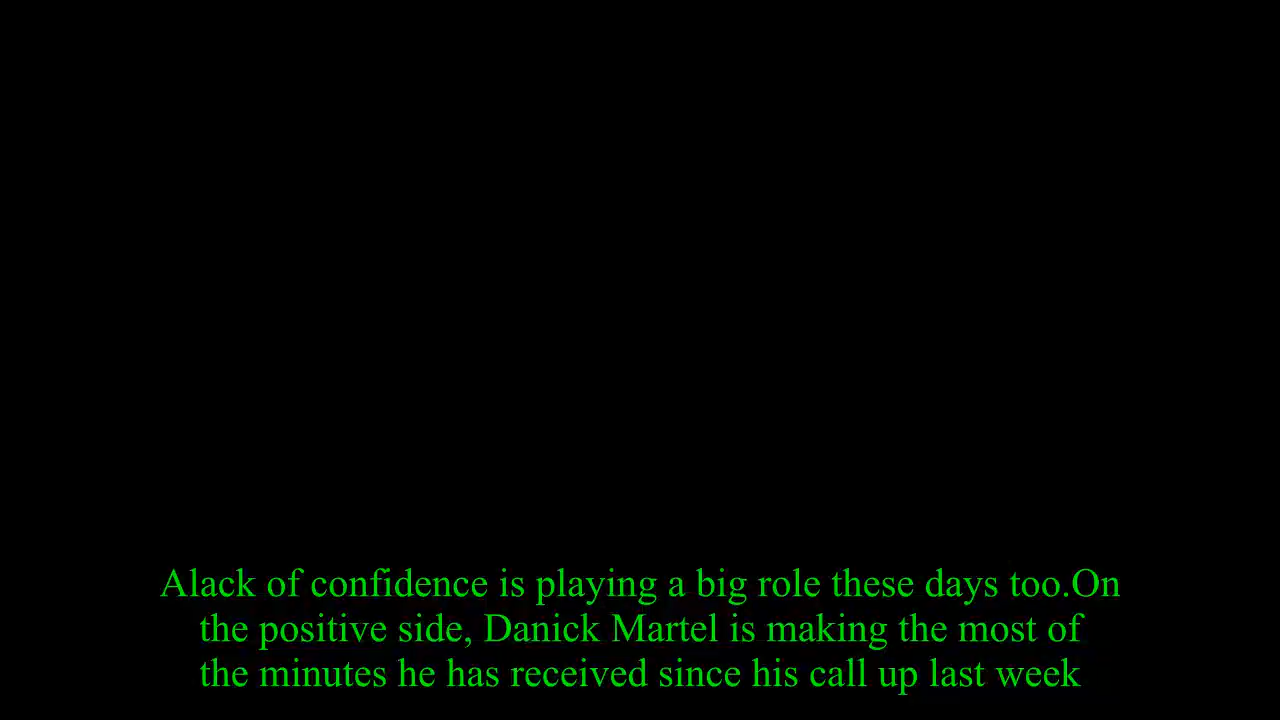 Alack of confidence is playing a big role these days too.On
the positive side, Danick Martel is making the most of
the minutes he has received since his call up last week